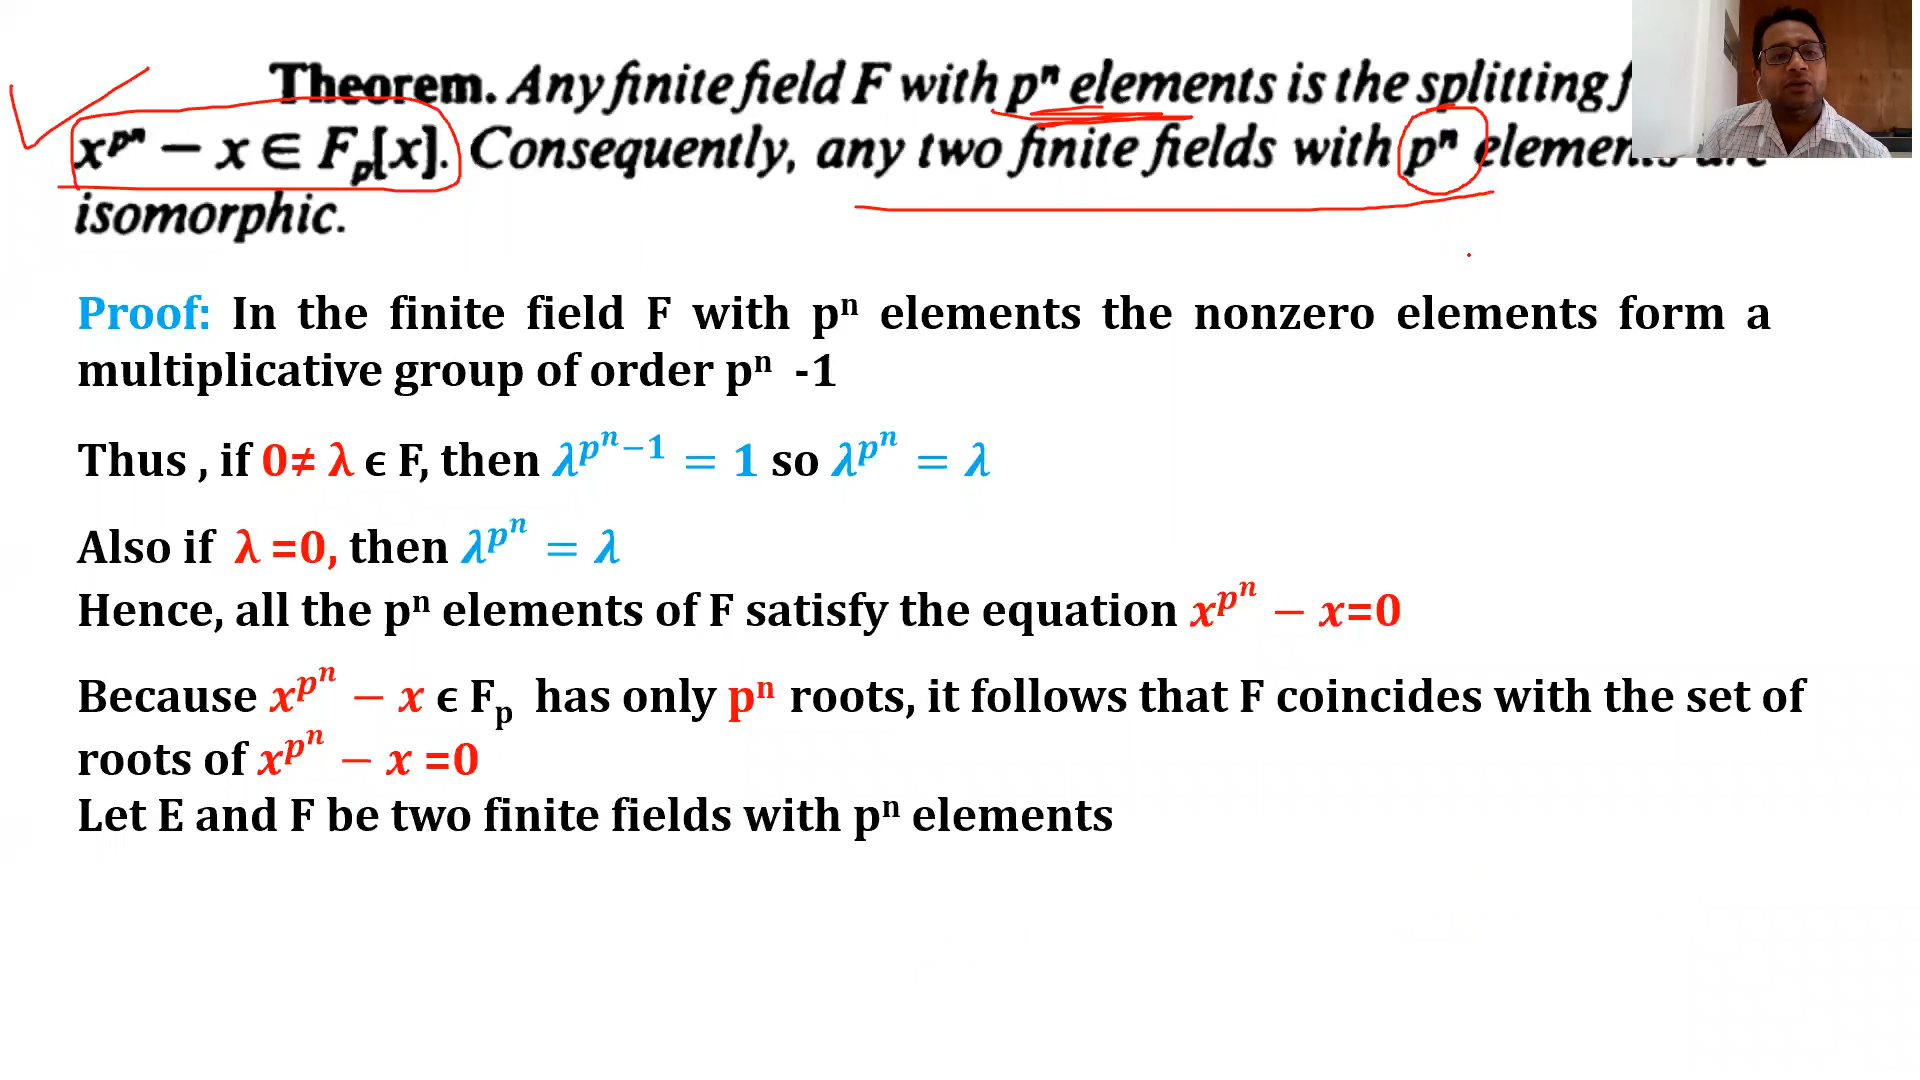 Theorem. Any finite field F with pⁿ elements is the splitting
x^{pⁿ} − x ∈ F_p[x]. Consequently, any two finite fields with pⁿ elements are
isomorphic.
Proof: In the finite field F with pⁿ elements the nonzero elements form a
multiplicative group of order pⁿ -1
Thus , if 0≠ λ ϵ F, then λ^{pⁿ−1} = 1 so λ^{pⁿ} = λ
Also if λ =0, then λ^{pⁿ} = λ
Hence, all the pⁿ elements of F satisfy the equation x^{pⁿ} − x=0
Because x^{pⁿ} − x ϵ F_p has only pⁿ roots, it follows that F coincides with the set of
roots of x^{pⁿ} − x =0
Let E and F be two finite fields with pⁿ elements